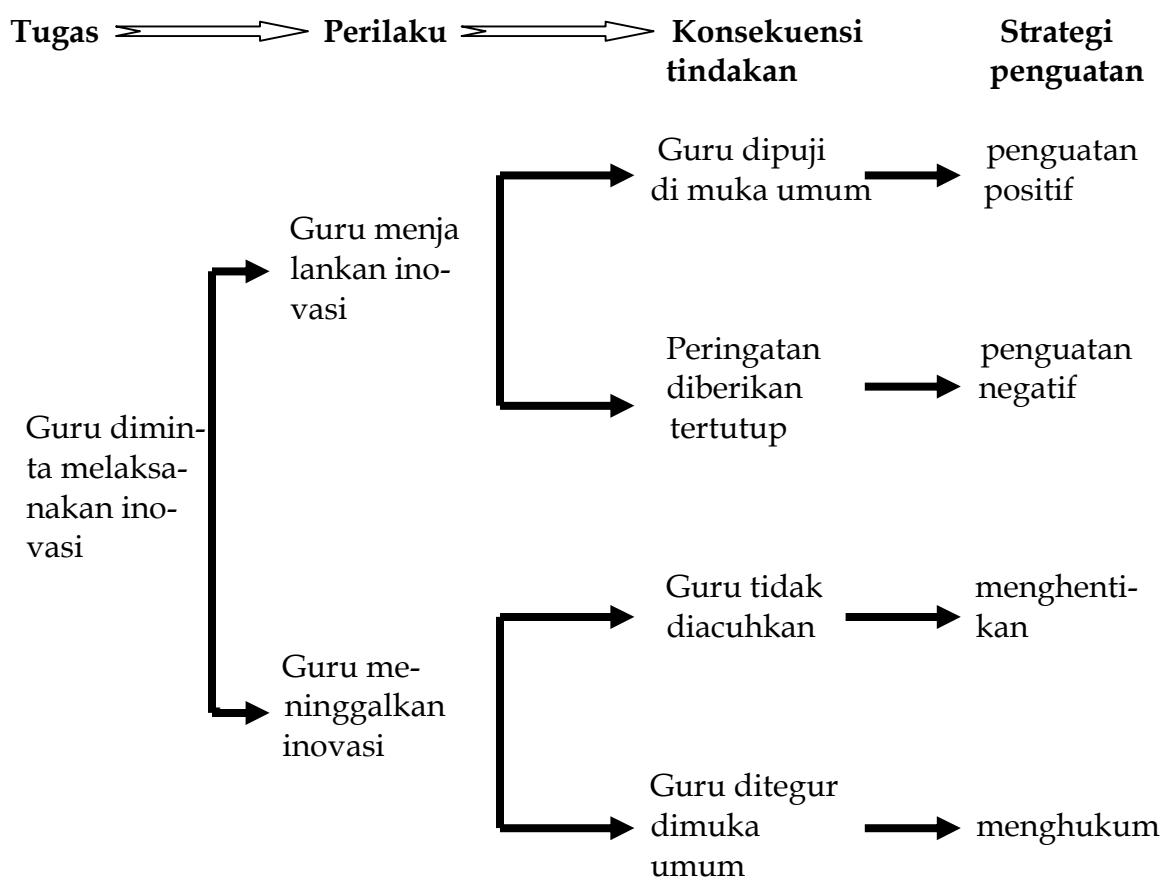 Tugas Perilaku Konsekuensi Strategi
tindakan penguatan
Guru dipuji
di muka umum
penguatan
positif
Guru menja
lankan ino-
vasi
Peringatan
diberikan
tertutup
penguatan
negatif
Guru dimin-
ta melaksa-
nakan ino-
vasi
Guru tidak
diacuhkan
menghenti-
kan
Guru me-
ninggalkan
inovasi
Guru ditegur
dimuka
umum
menghukum